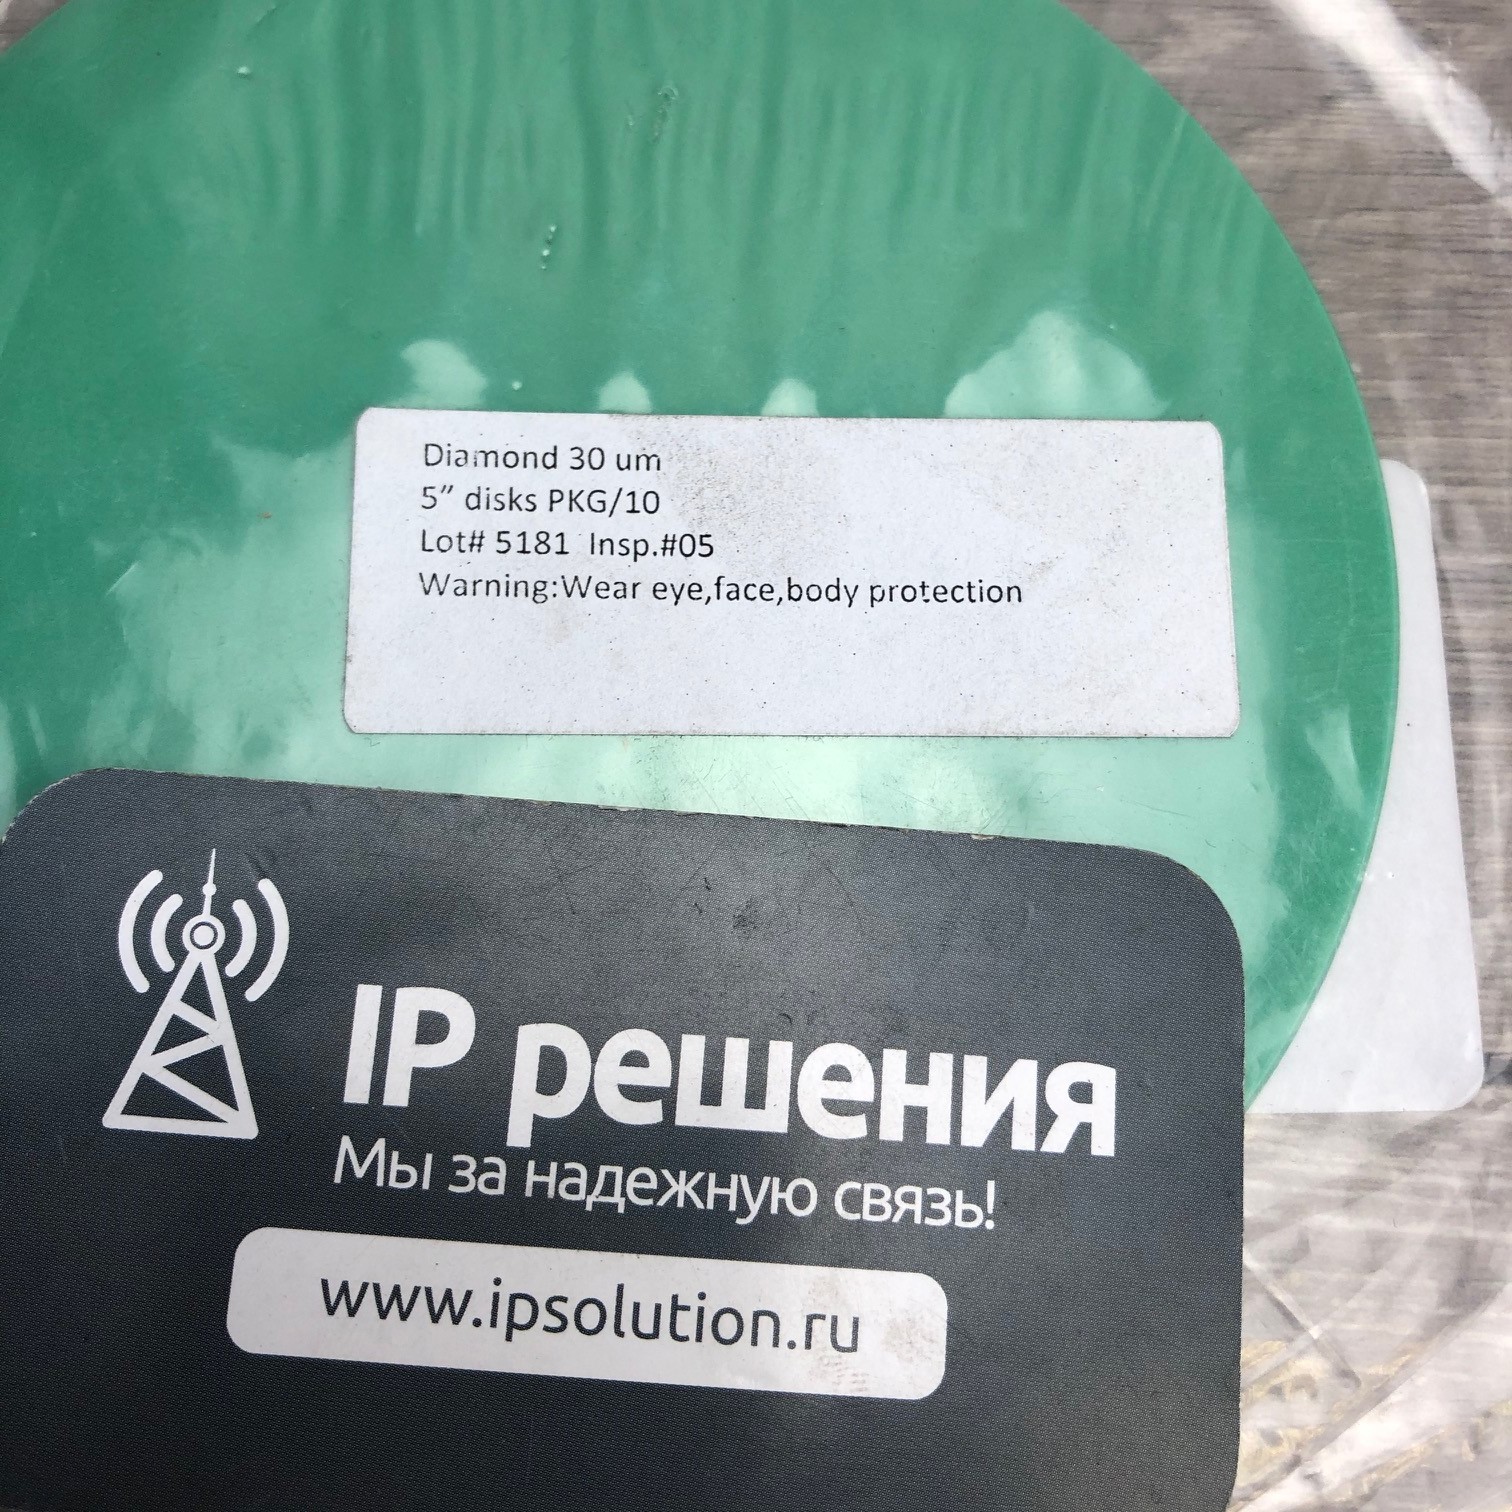 Diamond 30 um
5" disks PKG/10
Lot# 5181 Insp.#05
Warning:Wear eye,face,body protection
IP решения
Мы за надежную связь!
www.ipsolution.ru